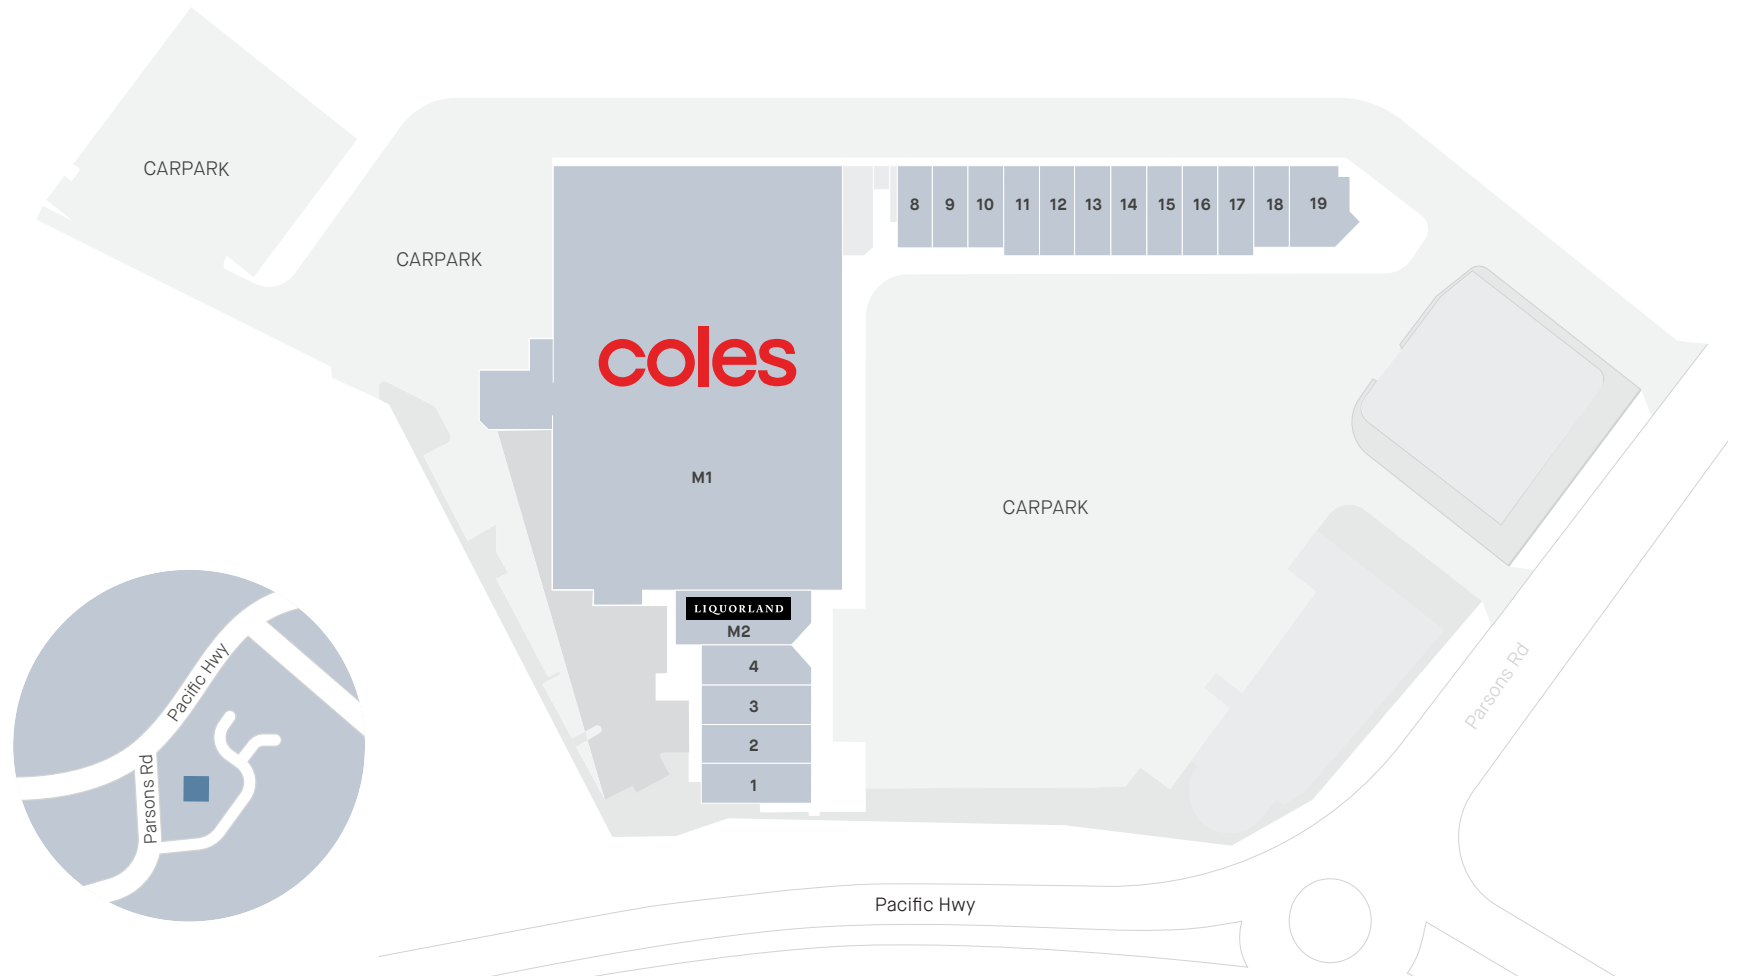 CARPARK
CARPARK
8 9 10 11 12 13 14 15 16 17 18 19
coles
M1
CARPARK
LIQUORLAND
M2
4
3
2
1
Parsons Rd
Pacific Hwy
Pacific Hwy
Parsons Rd